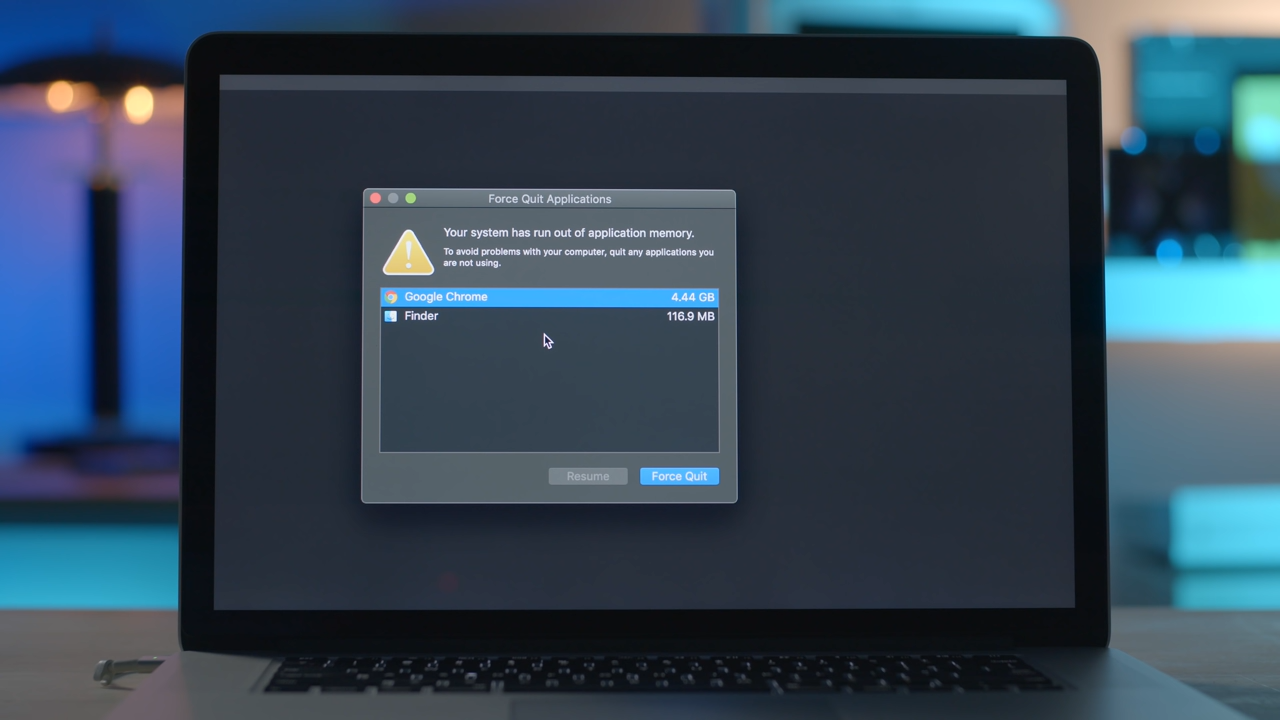 Force Quit Applications
Your system has run out of application memory.
To avoid problems with your computer, quit any applications you
are not using.
Google Chrome 4.44 GB
Finder 116.9 MB
Resume Force Quit